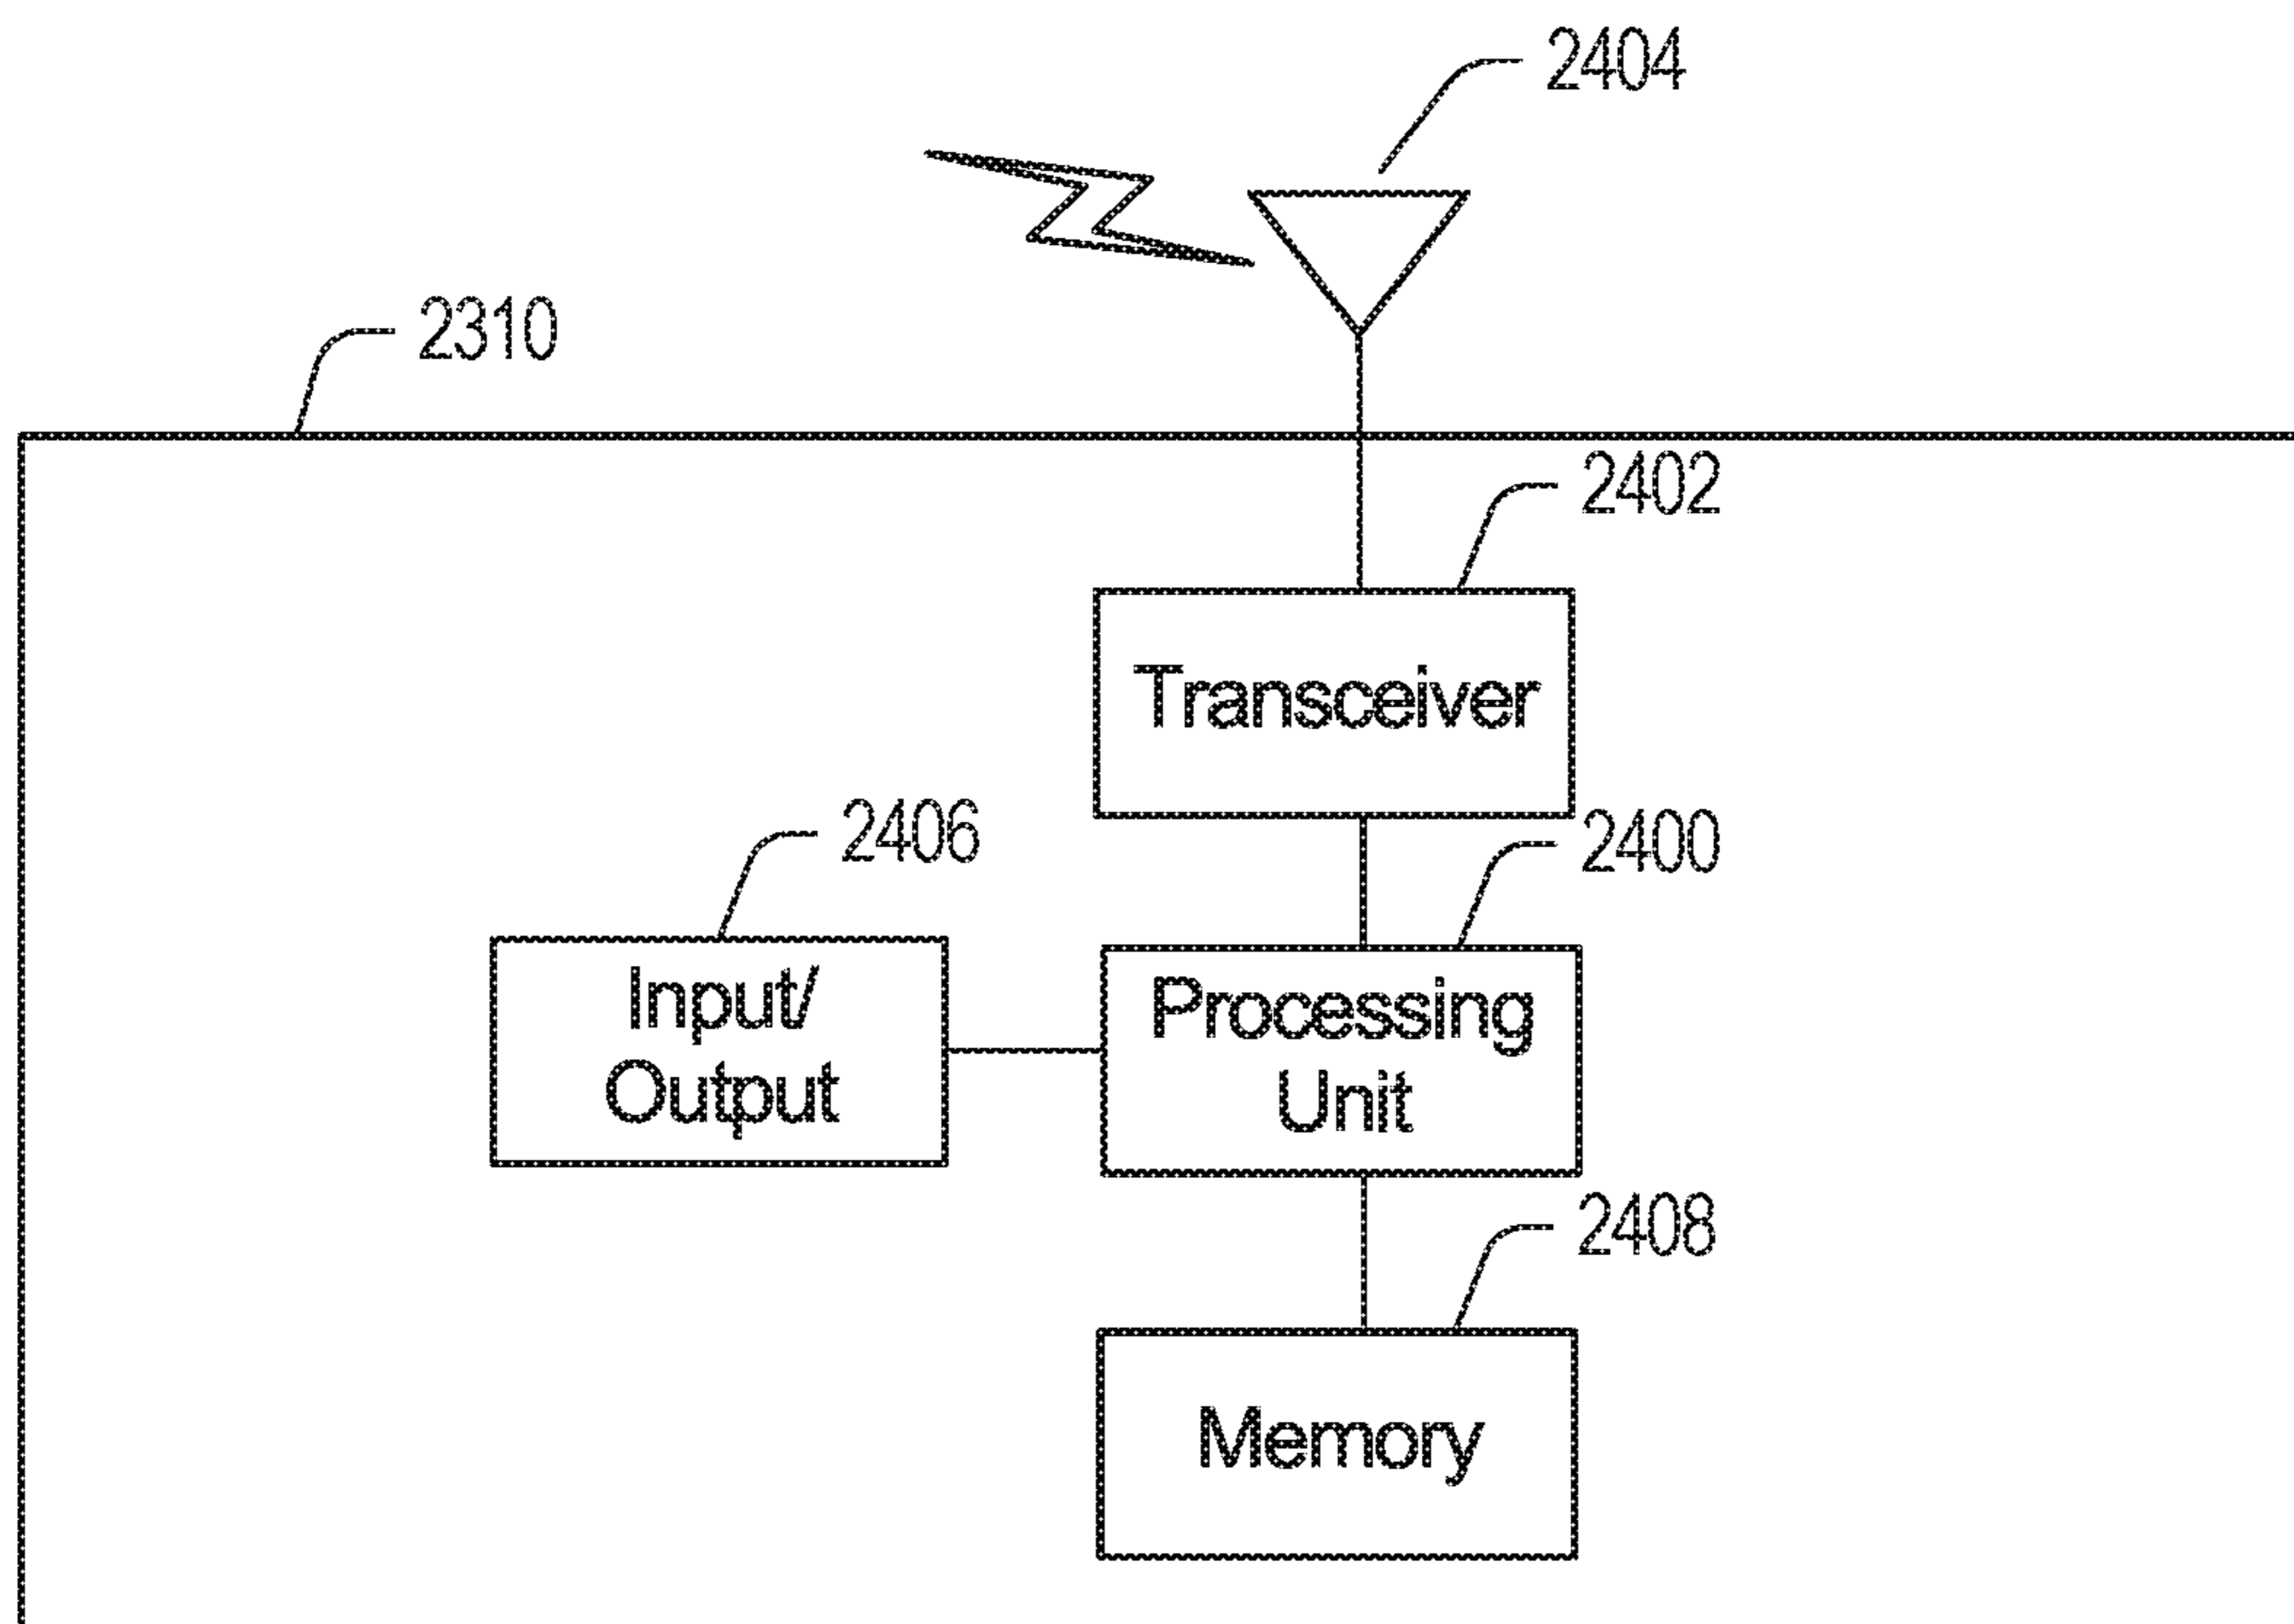 2404
2310
2402
Transceiver
2406
2400
Input/
Output
Processing
Unit
2408
Memory